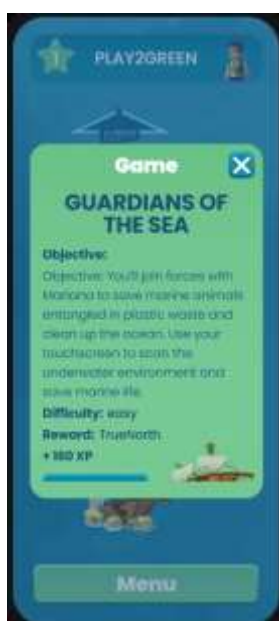 PLAY2GREEN
Game
GUARDIANS OF
THE SEA
Objective:
Objective: You'll join forces with
Mariana to save marine animals
entangled in plastic waste and
clean up the ocean. Use your
touchscreen to scan the
underwater environment and
save marine life.
Difficulty: easy
Reward: TrueNorth
+ 160 XP
Menu